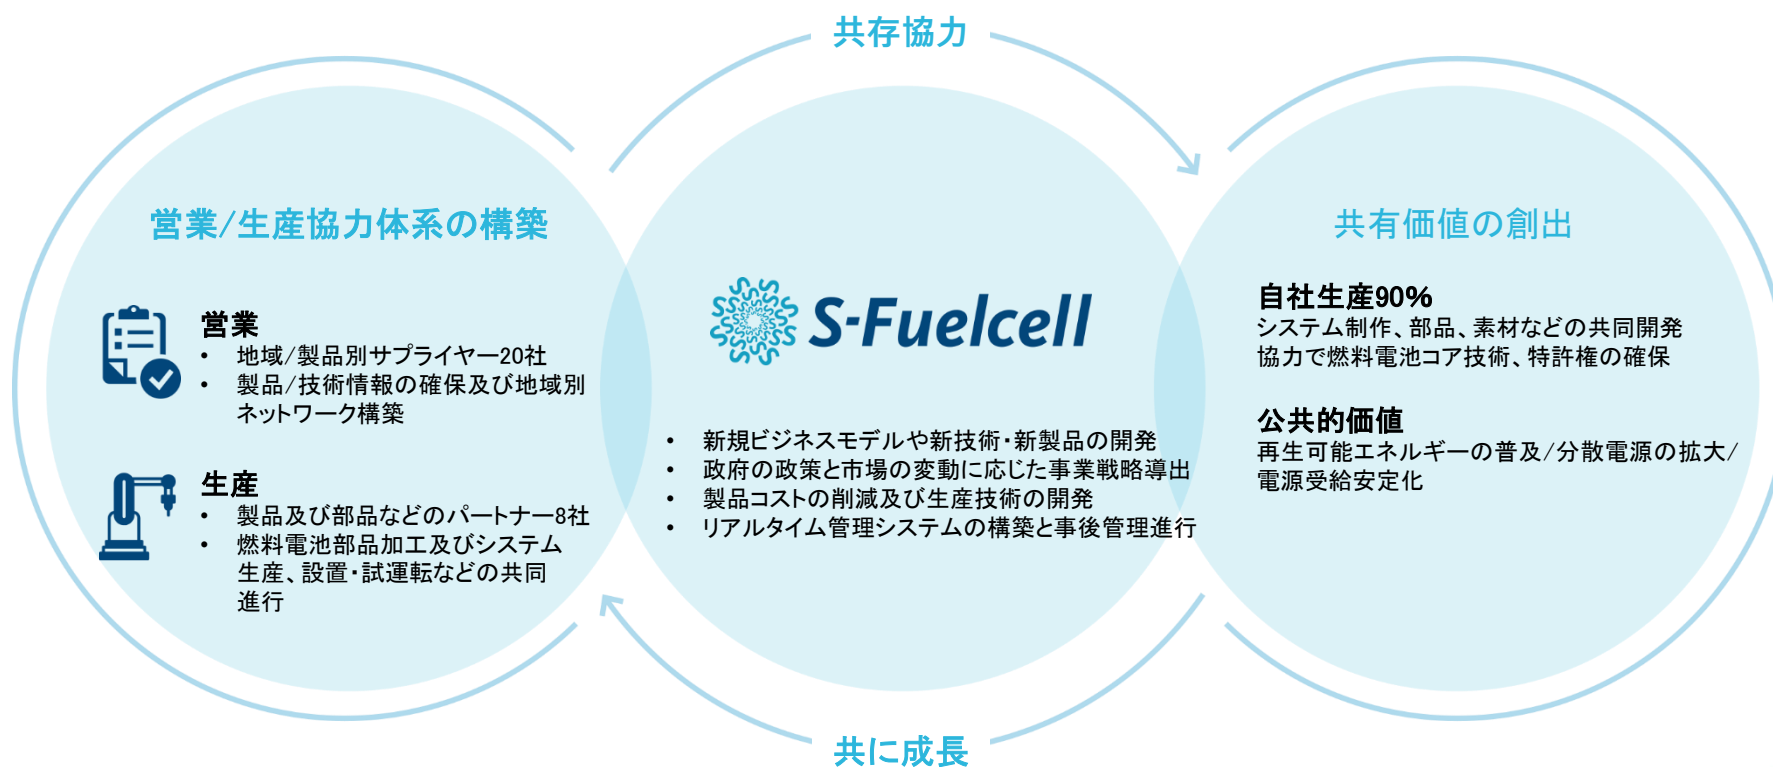 共存協力
営業/生産協力体系の構築
営業
• 地域/製品別サプライヤー20社
• 製品/技術情報の確保及び地域別
ネットワーク構築
生産
• 製品及び部品などのパートナー8社
• 燃料電池部品加工及びシステム
生産、設置・試運転などの共同
進行
S-Fuelcell
• 新規ビジネスモデルや新技術・新製品の開発
• 政府の政策と市場の変動に応じた事業戦略導出
• 製品コストの削減及び生産技術の開発
• リアルタイム管理システムの構築と事後管理進行
共有価値の創出
自社生産90%
システム制作、部品、素材などの共同開発
協力で燃料電池コア技術、特許権の確保
公共的価値
再生可能エネルギーの普及/分散電源の拡大/
電源受給安定化
共に成長